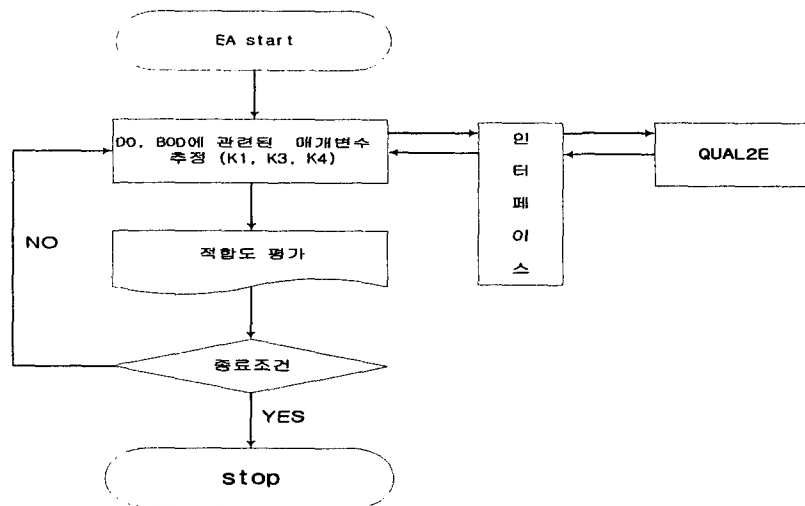 EA start
DO, BOD에 관련된 매개변수
추정 (K1, K3, K4)
인
터
페
이
스
QUAL2E
NO
적합도 평가
종료조건
YES
stop